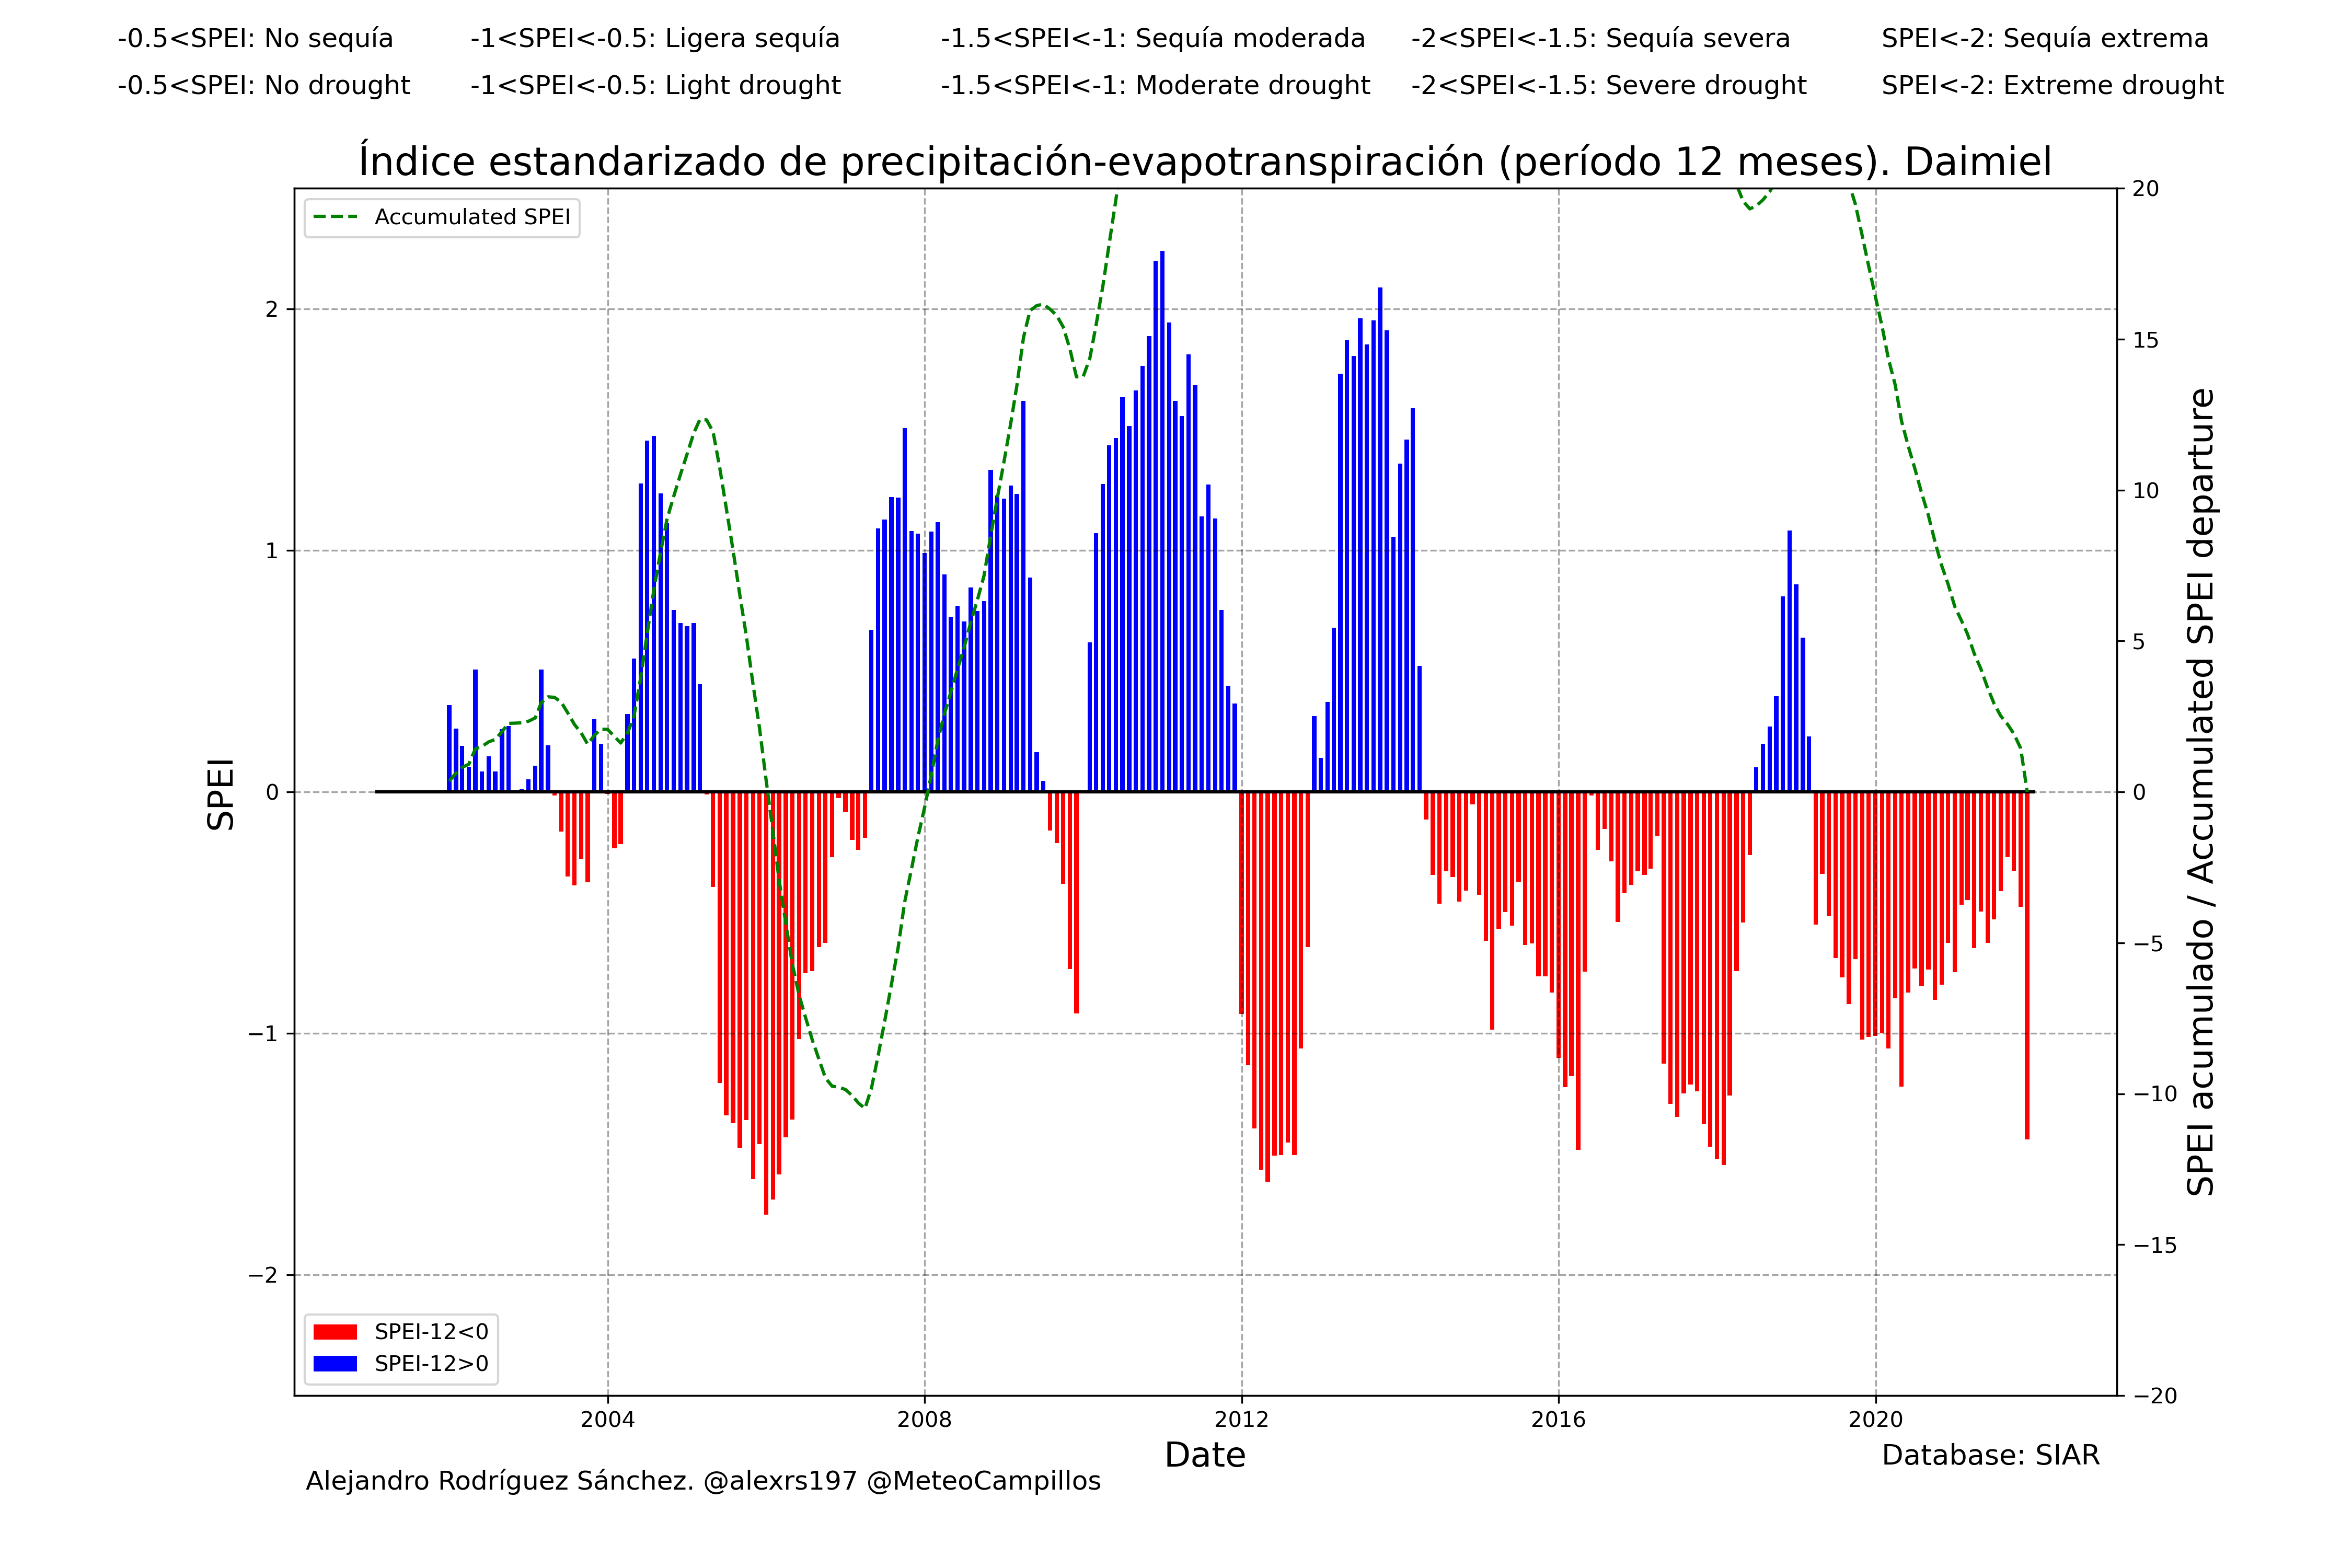 -0.5<SPEI: No sequía -1<SPEI<-0.5: Ligera sequía -1.5<SPEI<-1: Sequía moderada -2<SPEI<-1.5: Sequía severa SPEI<-2: Sequía extrema
-0.5<SPEI: No drought -1<SPEI<-0.5: Light drought -1.5<SPEI<-1: Moderate drought -2<SPEI<-1.5: Severe drought SPEI<-2: Extreme drought
Índice estandarizado de precipitación-evapotranspiración (período 12 meses). Daimiel
Accumulated SPEI
2
1
0
−1
−2
SPEI
20
15
10
5
0
−5
−10
−15
−20
SPEI acumulado / Accumulated SPEI departure
SPEI-12<0
SPEI-12>0
2004 2008 2012 2016 2020
Date
Database: SIAR
Alejandro Rodríguez Sánchez. @alexrs197 @MeteoCampillos